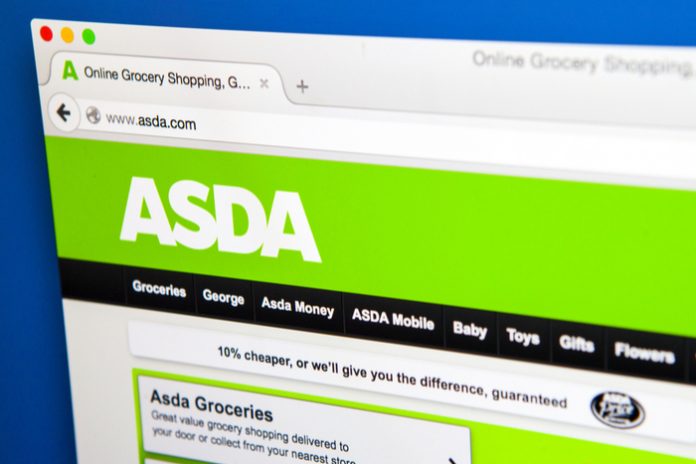 Online Grocery Shopping,
A Online Grocery Shopping, G... × +
www.asda.com
ASDA
Groceries George Asda Money ASDA Mobile Baby Toys Gifts Flowers
10% cheaper, or we'll give you the difference, guaranteed
Asda Groceries
Great value grocery shopping delivered to
your door or collect from your nearest store